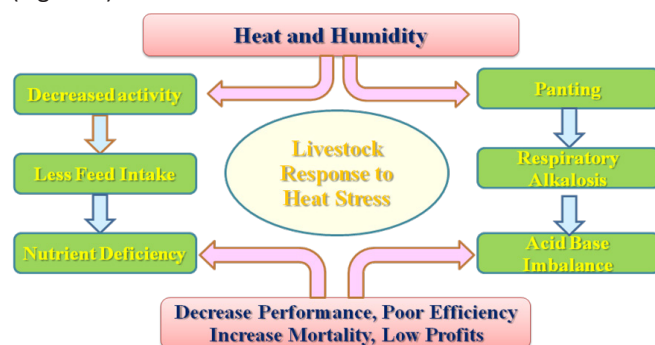 Heat and Humidity
Decreased activity
Panting
Livestock
Response to
Heat Stress
Less Feed Intake
Respiratory
Alkalosis
Nutrient Deficiency
Acid Base
Imbalance
Decrease Performance, Poor Efficiency
Increase Mortality, Low Profits